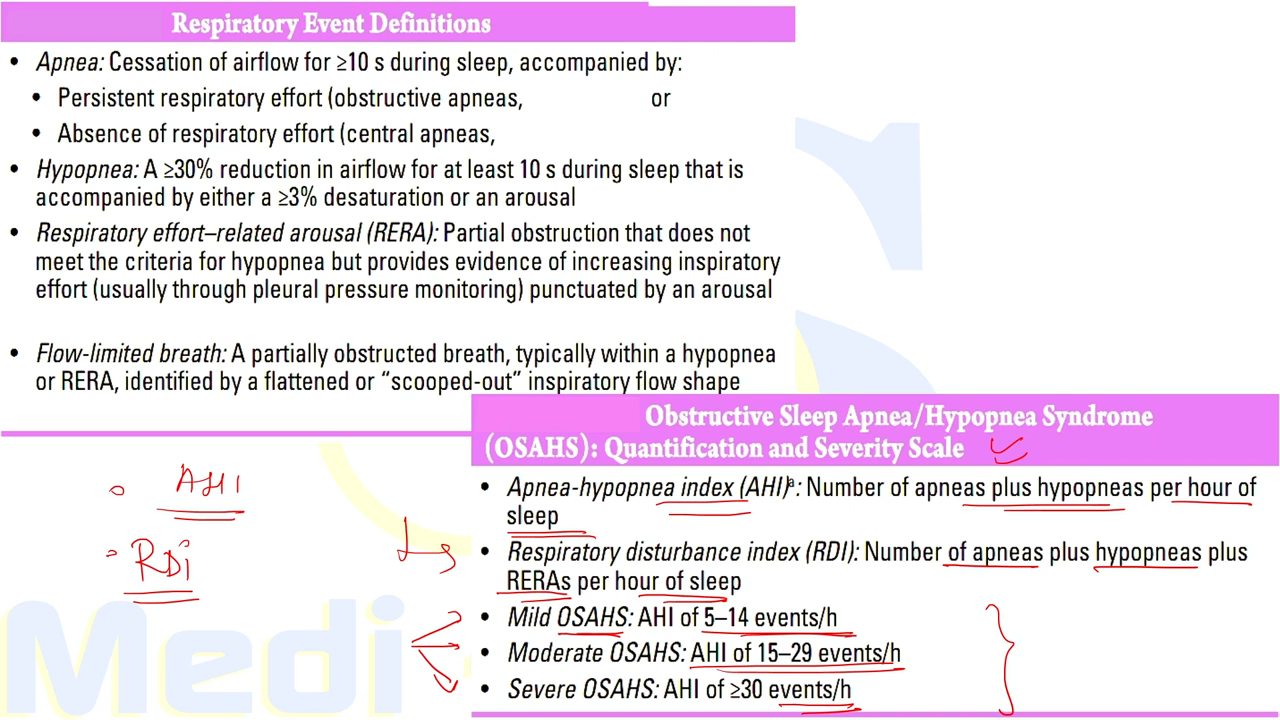 Respiratory Event Definitions
• Apnea: Cessation of airflow for ≥10 s during sleep, accompanied by:
• Persistent respiratory effort (obstructive apneas, or
• Absence of respiratory effort (central apneas,
• Hypopnea: A ≥30% reduction in airflow for at least 10 s during sleep that is
accompanied by either a ≥3% desaturation or an arousal
• Respiratory effort–related arousal (RERA): Partial obstruction that does not
meet the criteria for hypopnea but provides evidence of increasing inspiratory
effort (usually through pleural pressure monitoring) punctuated by an arousal
• Flow-limited breath: A partially obstructed breath, typically within a hypopnea
or RERA, identified by a flattened or “scooped-out” inspiratory flow shape
Obstructive Sleep Apnea/Hypopnea Syndrome
(OSAHS): Quantification and Severity Scale
• Apnea-hypopnea index (AHI)ᵃ: Number of apneas plus hypopneas per hour of
sleep
• Respiratory disturbance index (RDI): Number of apneas plus hypopneas plus
RERAs per hour of sleep
• Mild OSAHS: AHI of 5–14 events/h
• Moderate OSAHS: AHI of 15–29 events/h
• Severe OSAHS: AHI of ≥30 events/h
AHI
RDi
Medi